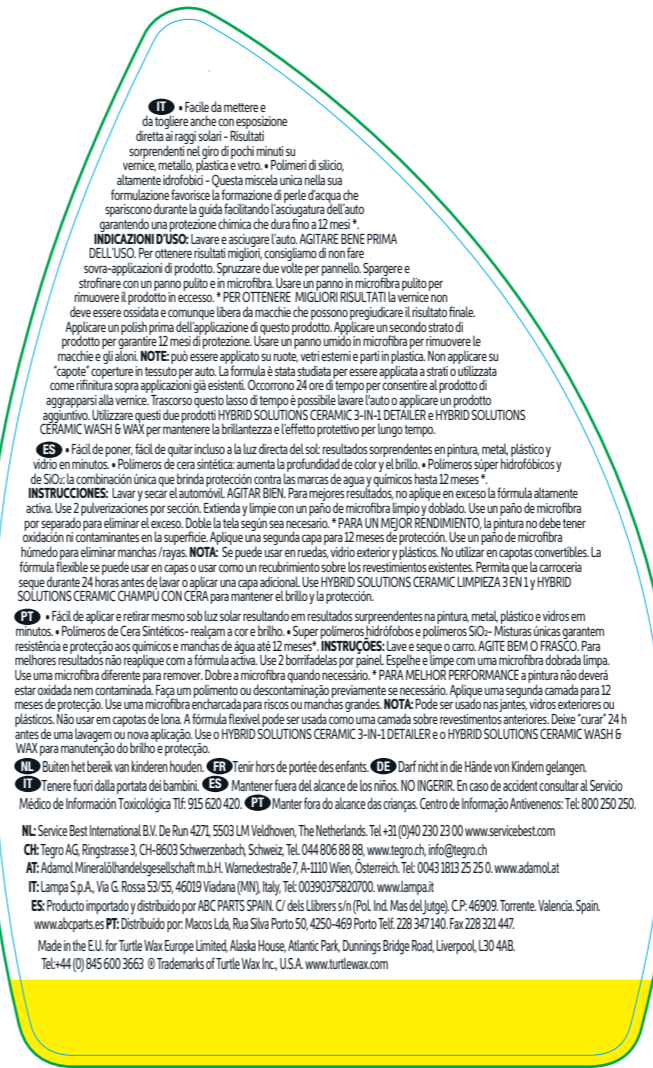 IT • Facile da mettere e
da togliere anche con esposizione
diretta ai raggi solari - Risultati
sorprendenti nel giro di pochi minuti su
vernice, metallo, plastica e vetro. • Polimeri di silicio,
altamente idrofobici - Questa miscela unica nella sua
formulazione favorisce la formazione di perle d'acqua che
spariscono durante la guida facilitando l'asciugatura dell'auto
garantendo una protezione chimica che dura fino a 12 mesi *.
INDICAZIONI D'USO: Lavare e asciugare l'auto. AGITARE BENE PRIMA
DELL'USO. Per ottenere risultati migliori, consigliamo di non fare
sovra-applicazioni di prodotto. Spruzzare due volte per pannello. Spargere e
strofinare con un panno pulito e in microfibra. Usare un panno in microfibra pulito per
rimuovere il prodotto in eccesso. * PER OTTENERE MIGLIORI RISULTATI la vernice non
deve essere ossidata e comunque libera da macchie che possono pregiudicare il risultato finale.
Applicare un polish prima dell'applicazione di questo prodotto. Applicare un secondo strato di
prodotto per garantire 12 mesi di protezione. Usare un panno umido in microfibra per rimuovere le
macchie e gli aloni. NOTE: può essere applicato su ruote, vetri esterni e parti in plastica. Non applicare su
"capote" coperture in tessuto per auto. La formula è stata studiata per essere applicata a strati o utilizzata
come rifinitura sopra applicazioni già esistenti. Occorrono 24 ore di tempo per consentire al prodotto di
aggrapparsi alla vernice. Trascorso questo lasso di tempo è possibile lavare l'auto o applicare un prodotto
aggiuntivo. Utilizzare questi due prodotti HYBRID SOLUTIONS CERAMIC 3-IN-1 DETAILER e HYBRID SOLUTIONS
CERAMIC WASH & WAX per mantenere la brillantezza e l'effetto protettivo per lungo tempo.
ES • Fácil de poner, fácil de quitar incluso a la luz directa del sol: resultados sorprendentes en pintura, metal, plástico y
vidrio en minutos. • Polímeros de cera sintética: aumenta la profundidad de color y el brillo. • Polímeros súper hidrofóbicos y
de SiO₂: la combinación única que brinda protección contra las marcas de agua y químicos hasta 12 meses *.
INSTRUCCIONES: Lavar y secar el automóvil. AGITAR BIEN. Para mejores resultados, no aplique en exceso la fórmula altamente
activa. Use 2 pulverizaciones por sección. Extienda y limpie con un paño de microfibra limpio y doblado. Use un paño de microfibra
por separado para eliminar el exceso. Doble la tela según sea necesario. * PARA UN MEJOR RENDIMIENTO, la pintura no debe tener
oxidación ni contaminantes en la superficie. Aplique una segunda capa para 12 meses de protección. Use un paño de microfibra
húmedo para eliminar manchas /rayas. NOTA: Se puede usar en ruedas, vidrio exterior y plásticos. No utilizar en capotas convertibles. La
fórmula flexible se puede usar en capas o usar como un recubrimiento sobre los revestimientos existentes. Permita que la carrocería
seque durante 24 horas antes de lavar o aplicar una capa adicional. Use HYBRID SOLUTIONS CERAMIC LIMPIEZA 3 EN 1 y HYBRID
SOLUTIONS CERAMIC CHAMPÚ CON CERA para mantener el brillo y la protección.
PT • Fácil de aplicar e retirar mesmo sob luz solar resultando em resultados surpreendentes na pintura, metal, plástico e vidros em
minutos. • Polímeros de Cera Sintéticos- realçam a cor e brilho. • Super polímeros hidrófobos e polímeros SiO₂- Misturas únicas garantem
resistência e protecção aos químicos e manchas de água até 12 meses*. INSTRUÇÕES: Lave e seque o carro. AGITE BEM O FRASCO. Para
melhores resultados não reaplique com a fórmula activa. Use 2 borrifadelas por painel. Espelhe e limpe com uma microfibra dobrada limpa.
Use uma microfibra diferente para remover. Dobre a microfibra quando necessário. * PARA MELHOR PERFORMANCE a pintura não deverá
estar oxidada nem contaminada. Faça um polimento ou descontaminação previamente se necessário. Aplique uma segunda camada para 12
meses de protecção. Use uma microfibra encharcada para riscos ou manchas grandes. NOTA: Pode ser usado nas jantes, vidros exteriores ou
plásticos. Não usar em capotas de lona. A fórmula flexível pode ser usada como uma camada sobre revestimentos anteriores. Deixe "curar" 24 h
antes de uma lavagem ou nova aplicação. Use o HYBRID SOLUTIONS CERAMIC 3-IN-1 DETAILER e o HYBRID SOLUTIONS CERAMIC WASH &
WAX para manutenção do brilho e protecção.
NL Buiten het bereik van kinderen houden. FR Tenir hors de portée des enfants. DE Darf nicht in die Hände von Kindern gelangen.
IT Tenere fuori dalla portata dei bambini. ES Mantener fuera del alcance de los niños. NO INGERIR. En caso de accident consultar al Servicio
Médico de Información Toxicológica Tlf: 915 620 420. PT Manter fora do alcance das crianças. Centro de Informação Antivenenos: Tel: 800 250 250.
NL: Service Best International B.V. De Run 4271, 5503 LM Veldhoven, The Netherlands. Tel +31 (0)40 230 23 00 www.servicebest.com
CH: Tegro AG, Ringstrasse 3, CH-8603 Schwerzenbach, Schweiz, Tel. 044 806 88 88, www.tegro.ch, info@tegro.ch
AT: Adamol Mineralölhandelsgesellschaft m.b.H. Warneckestraße 7, A-1110 Wien, Österreich. Tel: 0043 1813 25 25 0. www.adamol.at
IT: Lampa S.p.A., Via G. Rossa 53/55, 46019 Viadana (MN), Italy, Tel: 00390375820700. www.lampa.it
ES: Producto importado y distribuido por ABC PARTS SPAIN. C/ dels Llibrers s/n (Pol. Ind. Mas del Jutge). C.P: 46909. Torrente. Valencia. Spain.
www.abcparts.es PT: Distribuído por: Macos Lda, Rua Silva Porto 50, 4250-469 Porto Telf. 228 347 140. Fax 228 321 447.
Made in the E.U. for Turtle Wax Europe Limited, Alaska House, Atlantic Park, Dunnings Bridge Road, Liverpool, L30 4AB.
Tel:+44 (0) 845 600 3663 ® Trademarks of Turtle Wax Inc., U.S.A. www.turtlewax.com